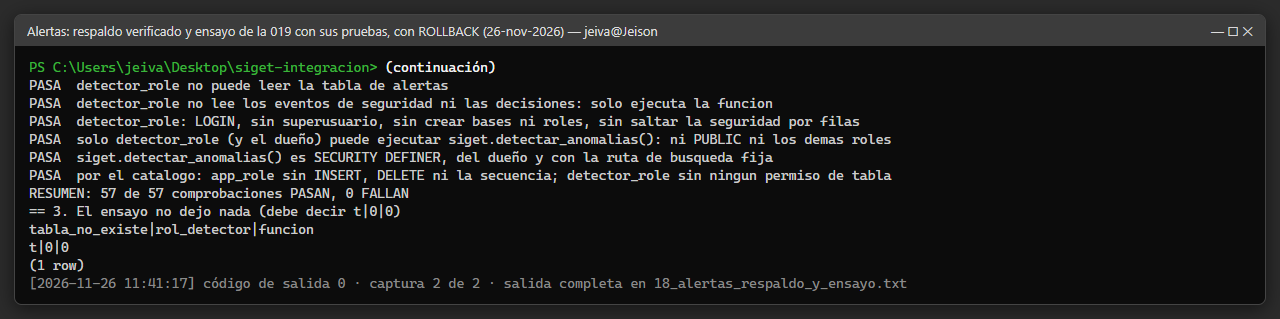 Alertas: respaldo verificado y ensayo de la 019 con sus pruebas, con ROLLBACK (26-nov-2026) — jeiva@Jeison
PS C:\Users\jeiva\Desktop\siget-integracion> (continuación)
PASA  detector_role no puede leer la tabla de alertas
PASA  detector_role no lee los eventos de seguridad ni las decisiones: solo ejecuta la funcion
PASA  detector_role: LOGIN, sin superusuario, sin crear bases ni roles, sin saltar la seguridad por filas
PASA  solo detector_role (y el dueño) puede ejecutar siget.detectar_anomalias(): ni PUBLIC ni los demas roles
PASA  siget.detectar_anomalias() es SECURITY DEFINER, del dueño y con la ruta de busqueda fija
PASA  por el catalogo: app_role sin INSERT, DELETE ni la secuencia; detector_role sin ningun permiso de tabla
RESUMEN: 57 de 57 comprobaciones PASAN, 0 FALLAN
== 3. El ensayo no dejo nada (debe decir t|0|0)
tabla_no_existe|rol_detector|funcion
t|0|0
(1 row)
[2026-11-26 11:41:17] código de salida 0 · captura 2 de 2 · salida completa en 18_alertas_respaldo_y_ensayo.txt